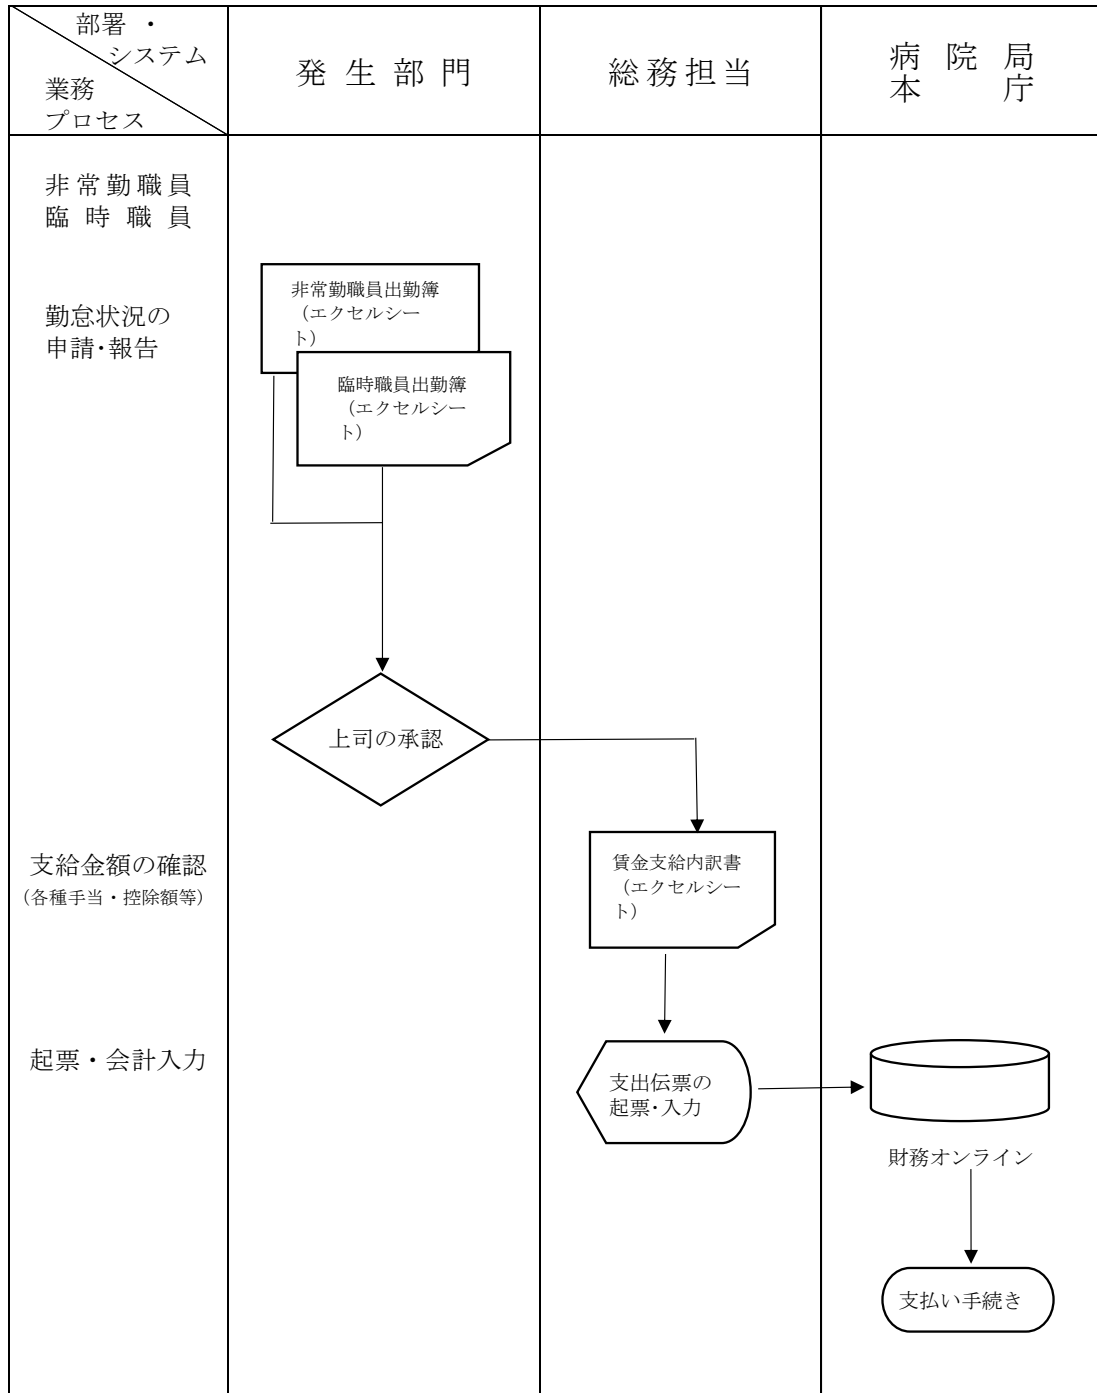 部署 ・
システム
業務
プロセス
発 生 部 門
総務担当
病 院 局
本 庁
非常勤職員
臨 時 職 員
勤怠状況の
申請･報告
非常勤職員出勤簿
（エクセルシー
ト）
臨時職員出勤簿
（エクセルシー
ト）
上司の承認
支給金額の確認
（各種手当・控除額等）
賃金支給内訳書
（エクセルシー
ト）
起票・会計入力
支出伝票の
起票･入力
財務オンライン
支払い手続き